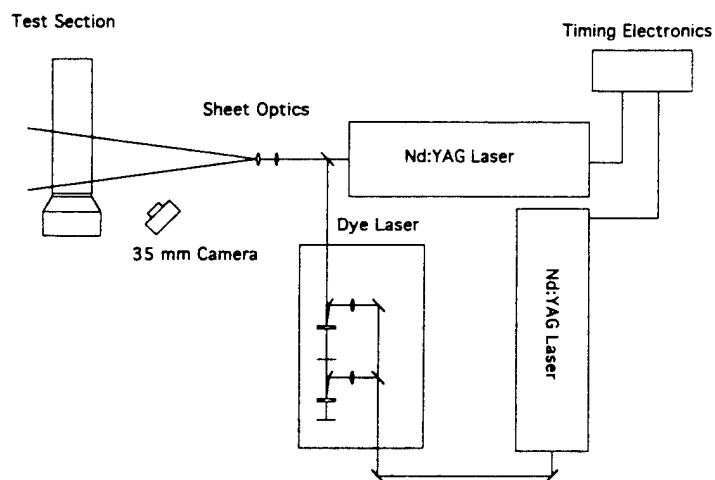 Test Section
Timing Electronics
Sheet Optics
Nd:YAG Laser
Dye Laser
35 mm Camera
Nd:YAG Laser